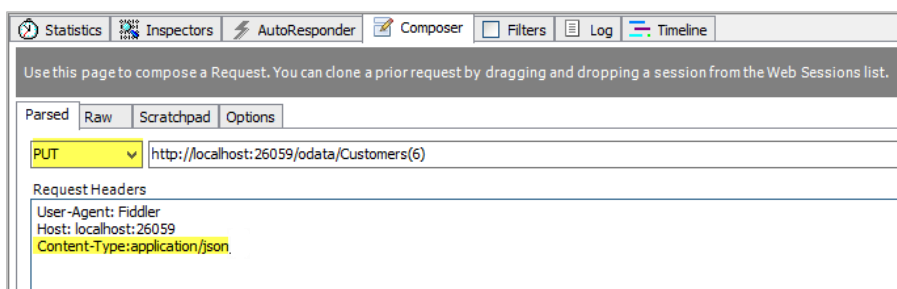 Statistics Inspectors AutoResponder Composer Filters Log Timeline
Use this page to compose a Request. You can clone a prior request by dragging and dropping a session from the Web Sessions list.
Parsed Raw Scratchpad Options
PUT http://localhost:26059/odata/Customers(6)
Request Headers
User-Agent: Fiddler
Host: localhost:26059
Content-Type:application/json